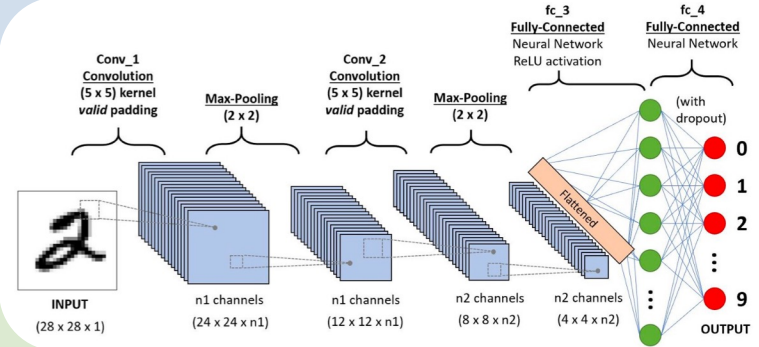 Conv_1
Convolution
(5 x 5) kernel
valid padding
Max-Pooling
(2 x 2)
Conv_2
Convolution
(5 x 5) kernel
valid padding
Max-Pooling
(2 x 2)
fc_3
Fully-Connected
Neural Network
ReLU activation
fc_4
Fully-Connected
Neural Network
(with
dropout)
Flattened
0
1
2
9
OUTPUT
2
INPUT
(28 x 28 x 1)
n1 channels
(24 x 24 x n1)
n1 channels
(12 x 12 x n1)
n2 channels
(8 x 8 x n2)
n2 channels
(4 x 4 x n2)